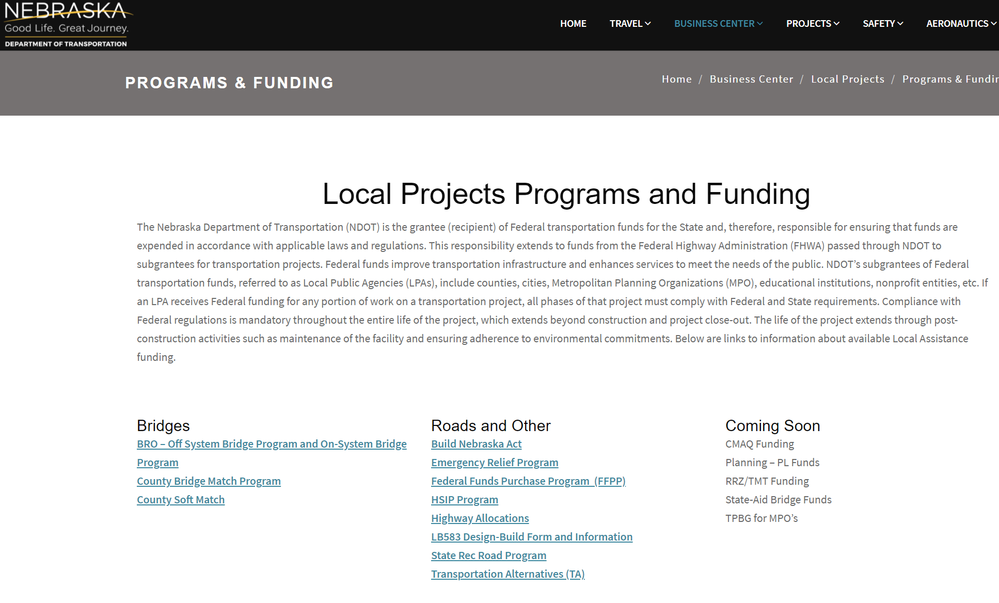 NEBRASKA
Good Life. Great Journey.
DEPARTMENT OF TRANSPORTATION
HOME TRAVEL BUSINESS CENTER PROJECTS SAFETY AERONAUTICS
PROGRAMS & FUNDING
Home / Business Center / Local Projects / Programs & Fundin
Local Projects Programs and Funding
The Nebraska Department of Transportation (NDOT) is the grantee (recipient) of Federal transportation funds for the State and, therefore, responsible for ensuring that funds are
expended in accordance with applicable laws and regulations. This responsibility extends to funds from the Federal Highway Administration (FHWA) passed through NDOT to
subgrantees for transportation projects. Federal funds improve transportation infrastructure and enhances services to meet the needs of the public. NDOT’s subgrantees of Federal
transportation funds, referred to as Local Public Agencies (LPAs), include counties, cities, Metropolitan Planning Organizations (MPO), educational institutions, nonprofit entities, etc. If
an LPA receives Federal funding for any portion of work on a transportation project, all phases of that project must comply with Federal and State requirements. Compliance with
Federal regulations is mandatory throughout the entire life of the project, which extends beyond construction and project close-out. The life of the project extends through post-
construction activities such as maintenance of the facility and ensuring adherence to environmental commitments. Below are links to information about available Local Assistance
funding.
Bridges
BRO – Off System Bridge Program and On-System Bridge
Program
County Bridge Match Program
County Soft Match
Roads and Other
Build Nebraska Act
Emergency Relief Program
Federal Funds Purchase Program (FFPP)
HSIP Program
Highway Allocations
LB583 Design-Build Form and Information
State Rec Road Program
Transportation Alternatives (TA)
Coming Soon
CMAQ Funding
Planning – PL Funds
RRZ/TMT Funding
State-Aid Bridge Funds
TPBG for MPO’s